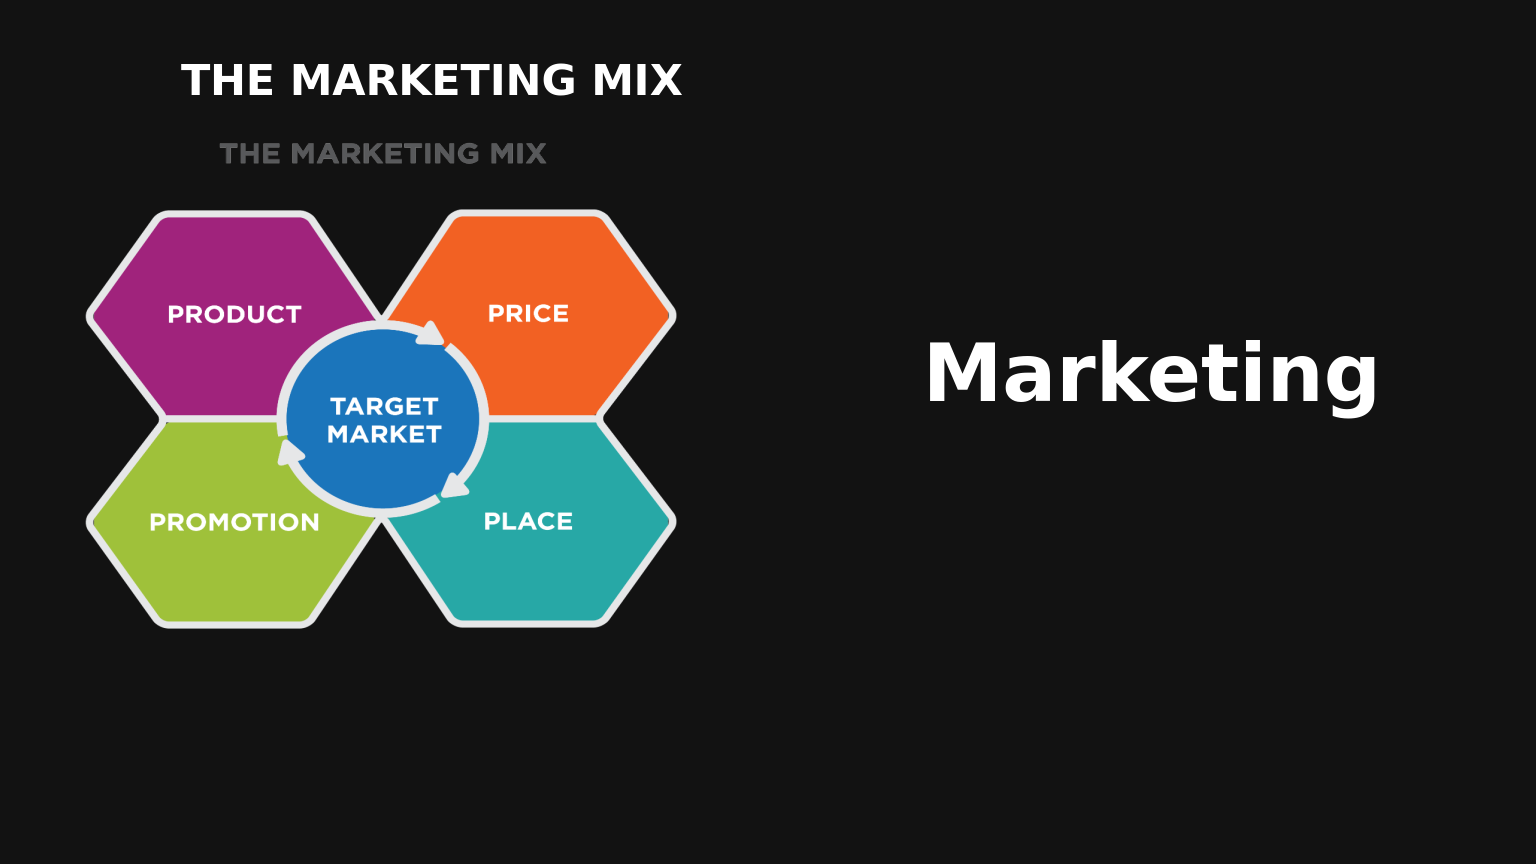 THE MARKETING MIX
THE MARKETING MIX
PRODUCT
PRICE
TARGET
MARKET
PROMOTION
PLACE
Marketing